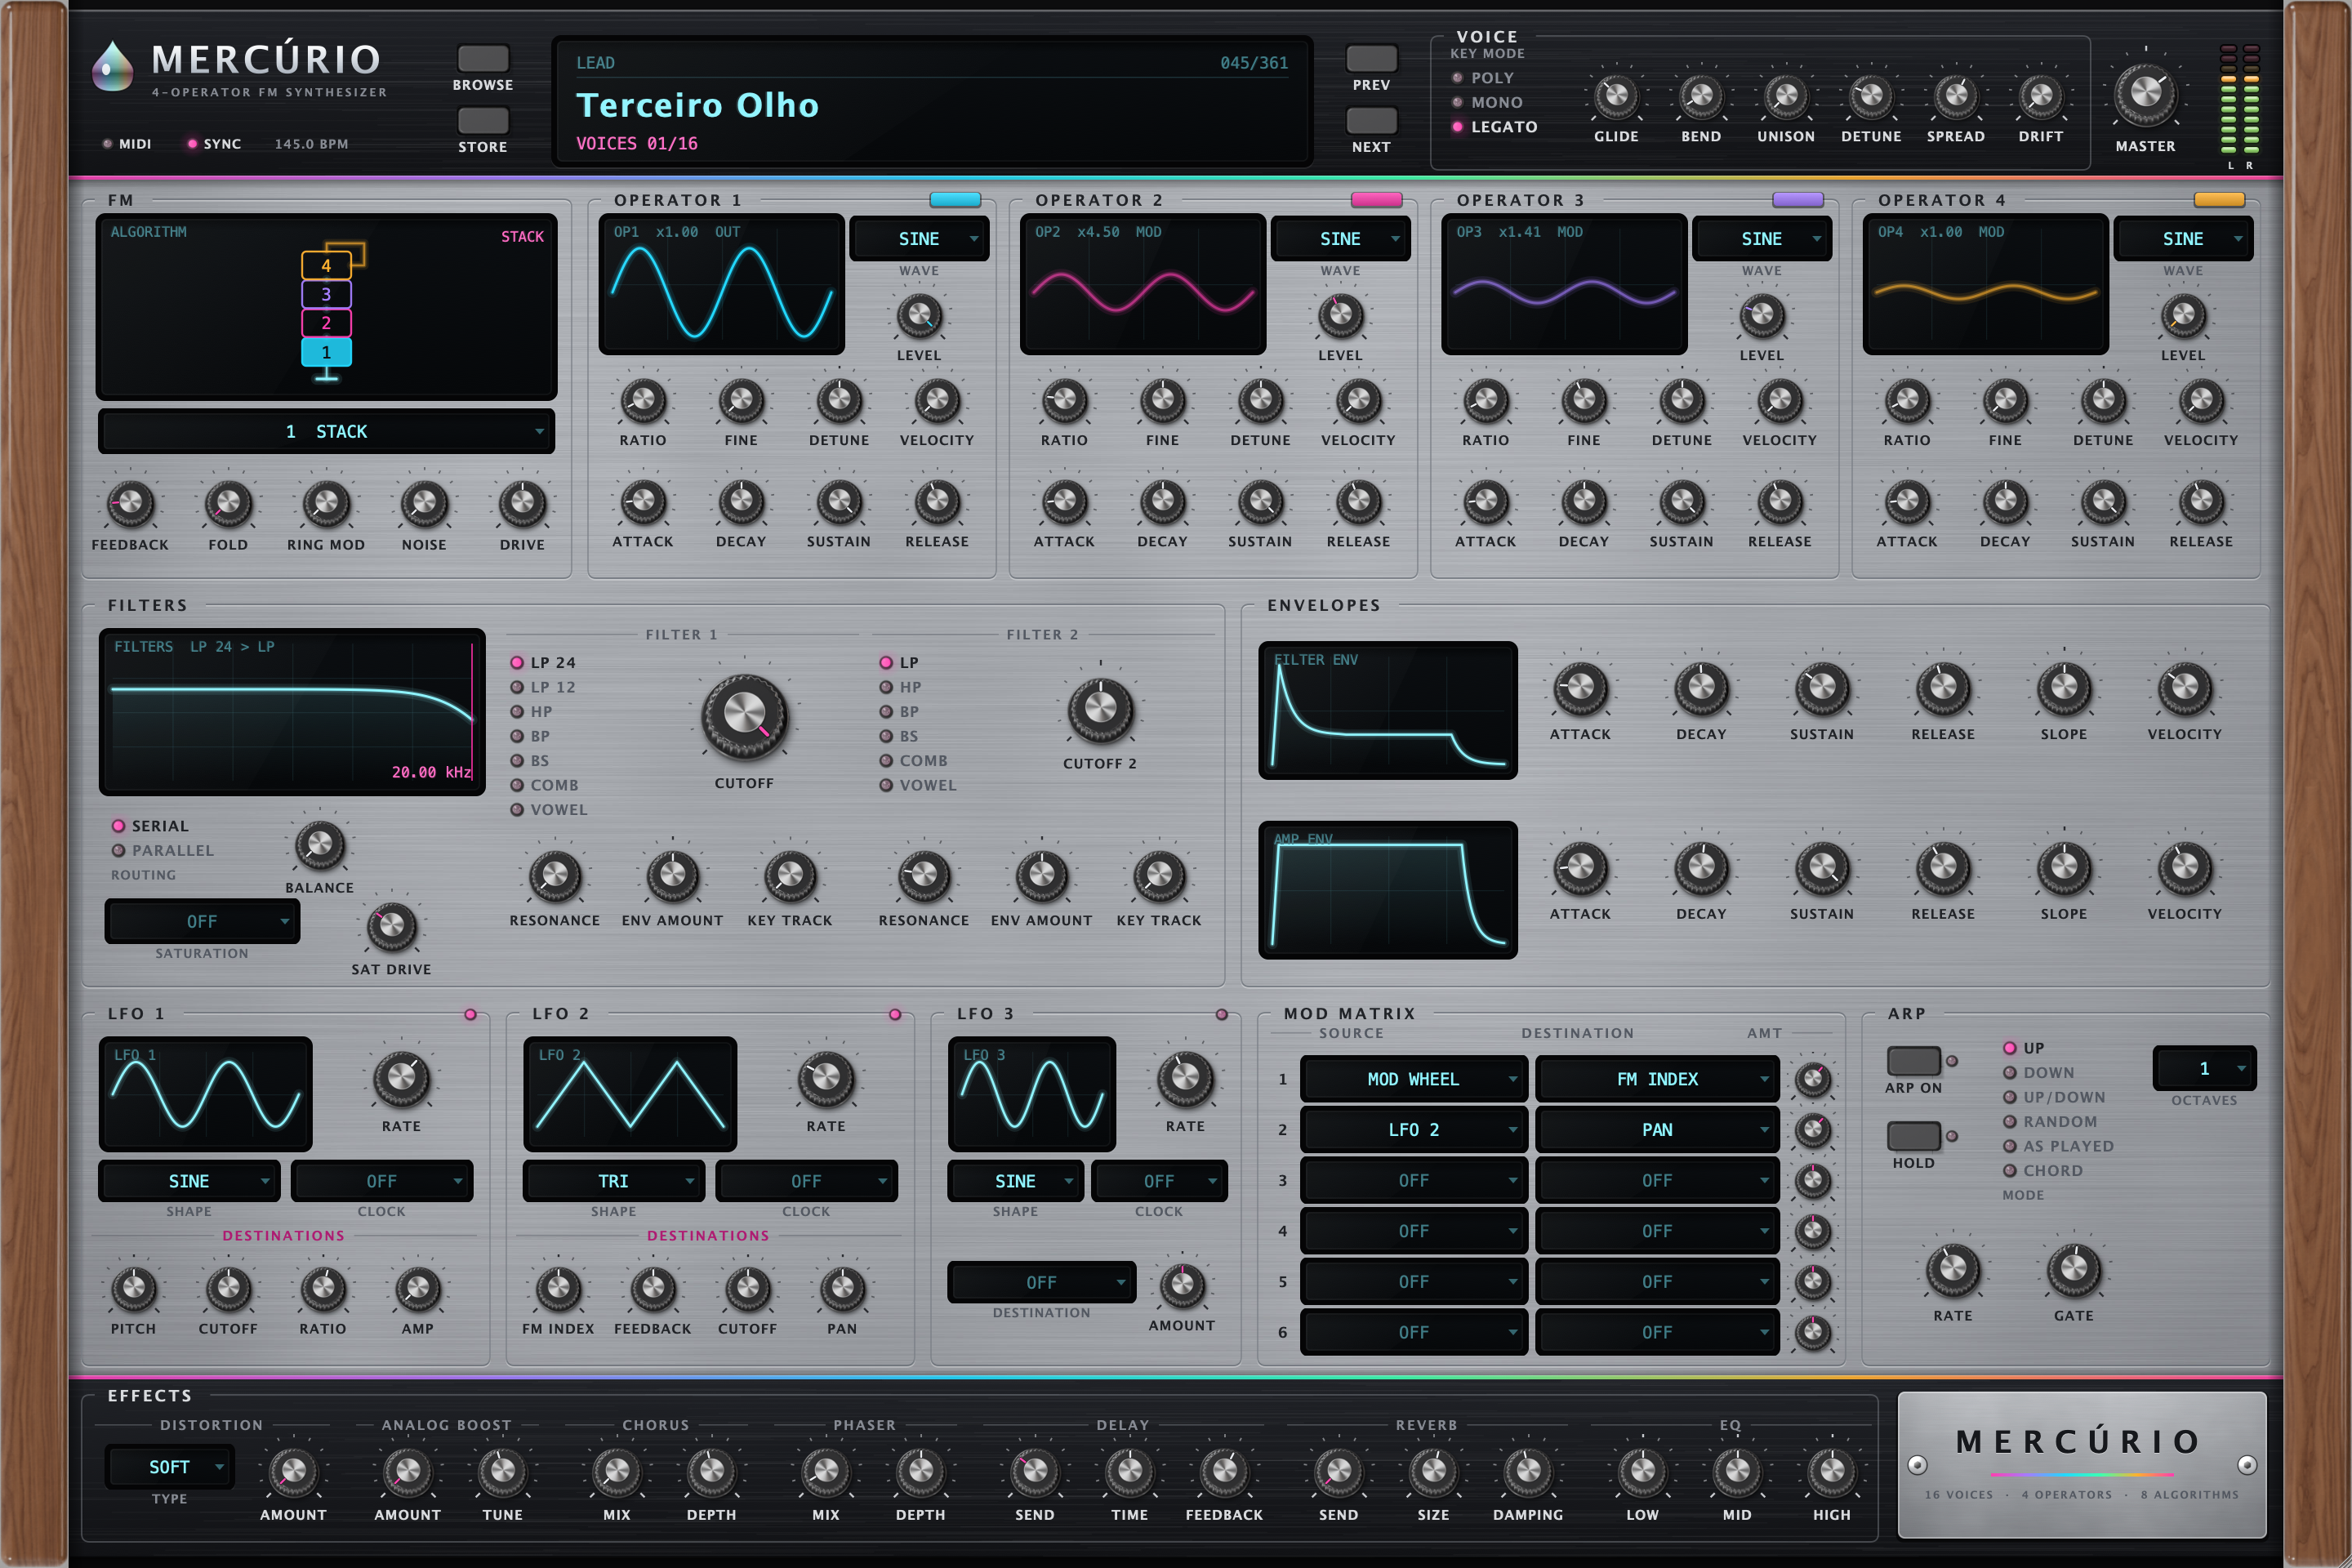 MERCÚRIO
4-OPERATOR FM SYNTHESIZER
MIDI SYNC 145.0 BPM
BROWSE
STORE
LEAD 045/361
Terceiro Olho
VOICES 01/16
PREV
NEXT
VOICE
KEY MODE
POLY
MONO
LEGATO
GLIDE BEND UNISON DETUNE SPREAD DRIFT
MASTER
L R
FM
ALGORITHM
STACK
4
3
2
1
1 STACK
FEEDBACK FOLD RING MOD NOISE DRIVE
OPERATOR 1
OP1 x1.00 OUT
SINE
WAVE
LEVEL
RATIO FINE DETUNE VELOCITY
ATTACK DECAY SUSTAIN RELEASE
OPERATOR 2
OP2 x4.50 MOD
SINE
WAVE
LEVEL
RATIO FINE DETUNE VELOCITY
ATTACK DECAY SUSTAIN RELEASE
OPERATOR 3
OP3 x1.41 MOD
SINE
WAVE
LEVEL
RATIO FINE DETUNE VELOCITY
ATTACK DECAY SUSTAIN RELEASE
OPERATOR 4
OP4 x1.00 MOD
SINE
WAVE
LEVEL
RATIO FINE DETUNE VELOCITY
ATTACK DECAY SUSTAIN RELEASE
FILTERS
FILTERS LP 24 > LP
20.00 kHz
SERIAL
PARALLEL
ROUTING
BALANCE
OFF
SATURATION
SAT DRIVE
FILTER 1
LP 24
LP 12
HP
BP
BS
COMB
VOWEL
CUTOFF
RESONANCE ENV AMOUNT KEY TRACK
FILTER 2
LP
HP
BP
BS
COMB
VOWEL
CUTOFF 2
RESONANCE ENV AMOUNT KEY TRACK
ENVELOPES
FILTER ENV
ATTACK DECAY SUSTAIN RELEASE SLOPE VELOCITY
AMP ENV
ATTACK DECAY SUSTAIN RELEASE SLOPE VELOCITY
LFO 1
LFO 1
RATE
SINE OFF
SHAPE CLOCK
DESTINATIONS
PITCH CUTOFF RATIO AMP
LFO 2
LFO 2
RATE
TRI OFF
SHAPE CLOCK
DESTINATIONS
FM INDEX FEEDBACK CUTOFF PAN
LFO 3
LFO 3
RATE
SINE OFF
SHAPE CLOCK
OFF
DESTINATION
AMOUNT
MOD MATRIX
SOURCE DESTINATION AMT
1 MOD WHEEL FM INDEX
2 LFO 2 PAN
3 OFF OFF
4 OFF OFF
5 OFF OFF
6 OFF OFF
ARP
ARP ON
HOLD
UP
DOWN
UP/DOWN
RANDOM
AS PLAYED
CHORD
MODE
1
OCTAVES
RATE GATE
EFFECTS
DISTORTION
SOFT
TYPE
AMOUNT
ANALOG BOOST
AMOUNT TUNE
CHORUS
MIX DEPTH
PHASER
MIX DEPTH
DELAY
SEND TIME FEEDBACK
REVERB
SEND SIZE DAMPING
EQ
LOW MID HIGH
MERCÚRIO
16 VOICES · 4 OPERATORS · 8 ALGORITHMS